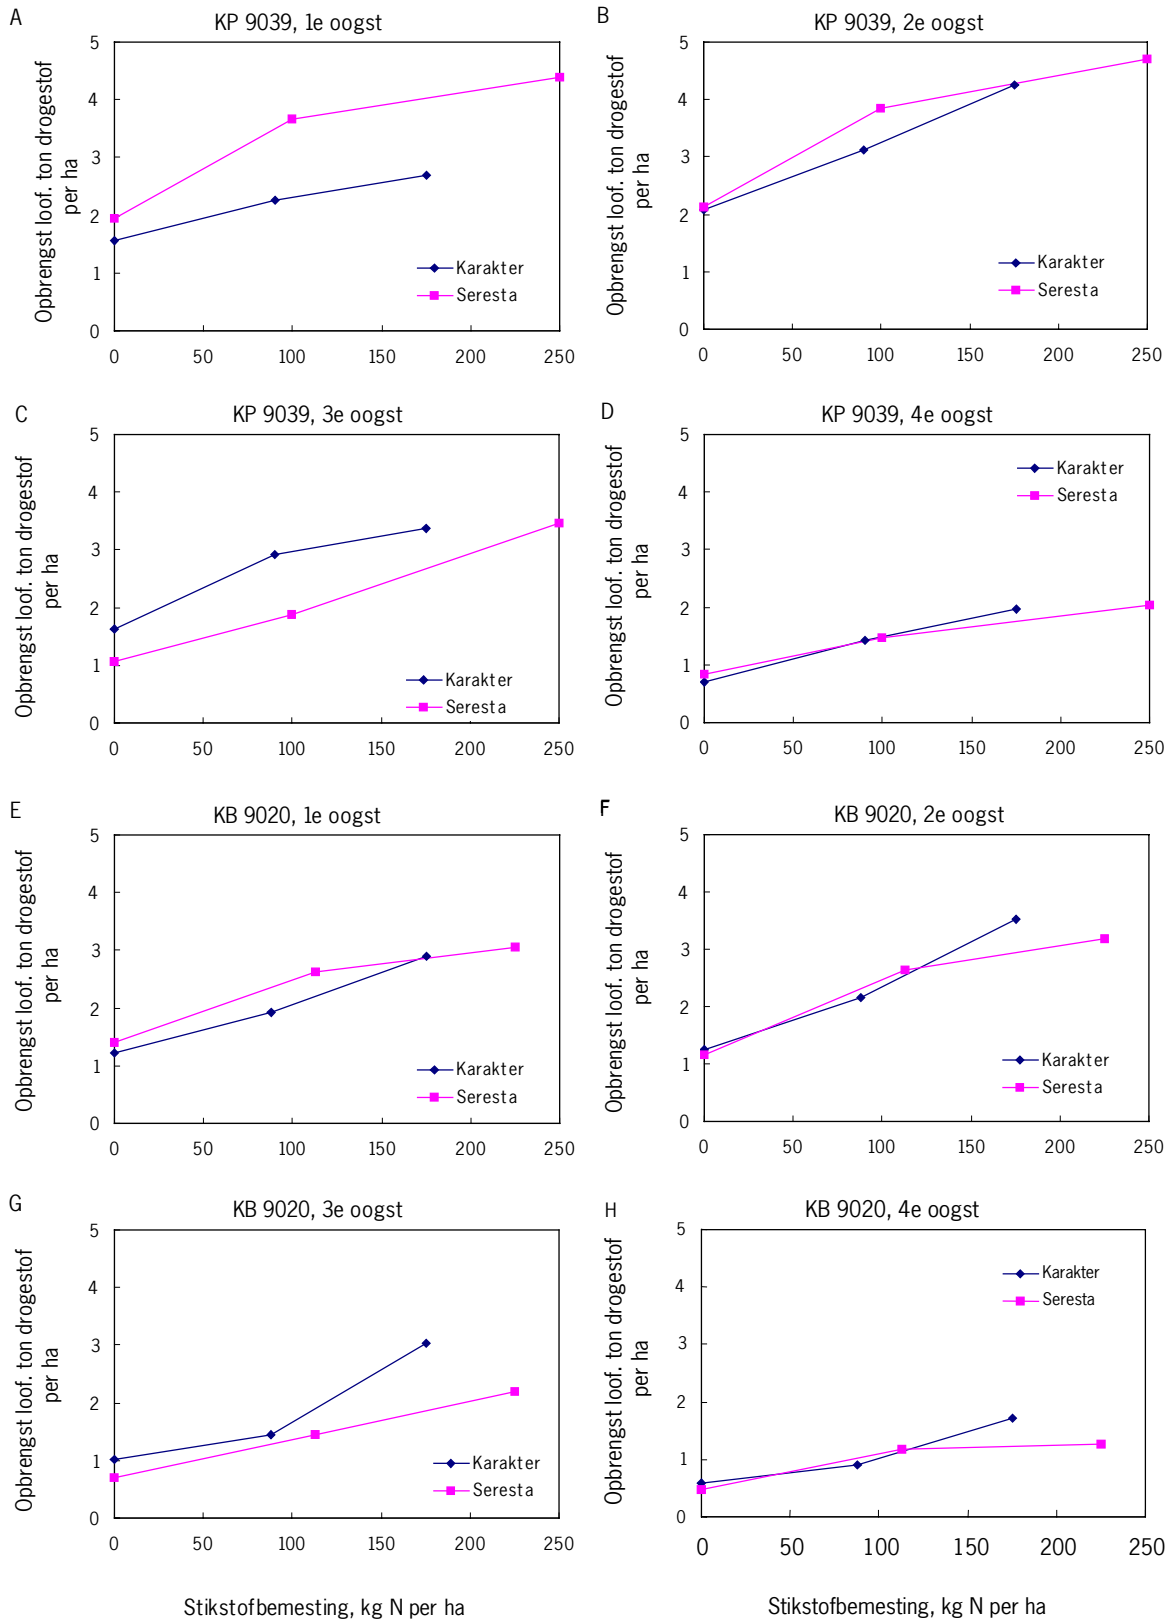 A
KP 9039, 1e oogst
Opbrengst loof. ton drogestof
per ha
5
4
3
2
1
0
0 50 100 150 200 250
Karakter
Seresta
B
KP 9039, 2e oogst
Opbrengst loof. ton drogestof
per ha
5
4
3
2
1
0
0 50 100 150 200 250
Karakter
Seresta
C
KP 9039, 3e oogst
Opbrengst loof. ton drogestof
per ha
5
4
3
2
1
0
0 50 100 150 200 250
Karakter
Seresta
D
KP 9039, 4e oogst
Opbrengst loof. ton drogestof
per ha
5
4
3
2
1
0
0 50 100 150 200 250
Karakter
Seresta
E
KB 9020, 1e oogst
Opbrengst loof. ton drogestof
per ha
5
4
3
2
1
0
0 50 100 150 200 250
Karakter
Seresta
F
KB 9020, 2e oogst
Opbrengst loof. ton drogestof
per ha
5
4
3
2
1
0
0 50 100 150 200 250
Karakter
Seresta
G
KB 9020, 3e oogst
Opbrengst loof. ton drogestof
per ha
5
4
3
2
1
0
0 50 100 150 200 250
Karakter
Seresta
Stikstofbemesting, kg N per ha
H
KB 9020, 4e oogst
Opbrengst loof. ton drogestof
per ha
5
4
3
2
1
0
0 50 100 150 200 250
Karakter
Seresta
Stikstofbemesting, kg N per ha